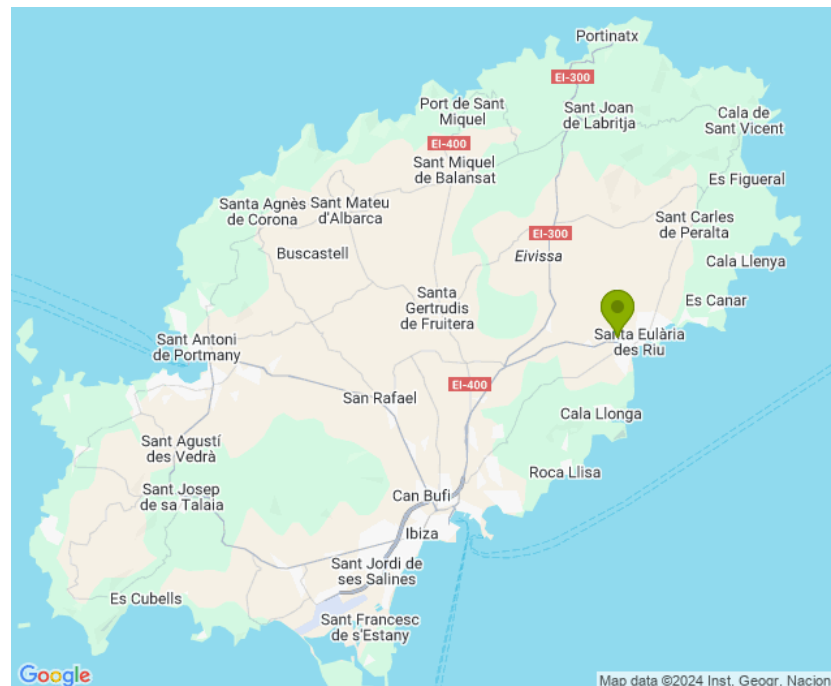 Portinatx
EI-300
Port de Sant
Miquel
Sant Joan
de Labritja
Cala de
Sant Vicent
EI-400
Sant Miquel
de Balansat
Es Figueral
Santa Agnès
de Corona
Sant Mateu
d'Albarca
Sant Carles
de Peralta
EI-300
Buscastell
Eivissa
Cala Llenya
Santa
Gertrudis
de Fruitera
Es Canar
Sant Antoni
de Portmany
Santa Eulària
des Riu
EI-400
San Rafael
Cala Llonga
Sant Agustí
des Vedrà
Roca Llisa
Sant Josep
de sa Talaia
Can Bufi
Ibiza
Sant Jordi de
ses Salines
Es Cubells
Sant Francesc
de s'Estany
Google
Map data ©2024 Inst. Geogr. Nacion